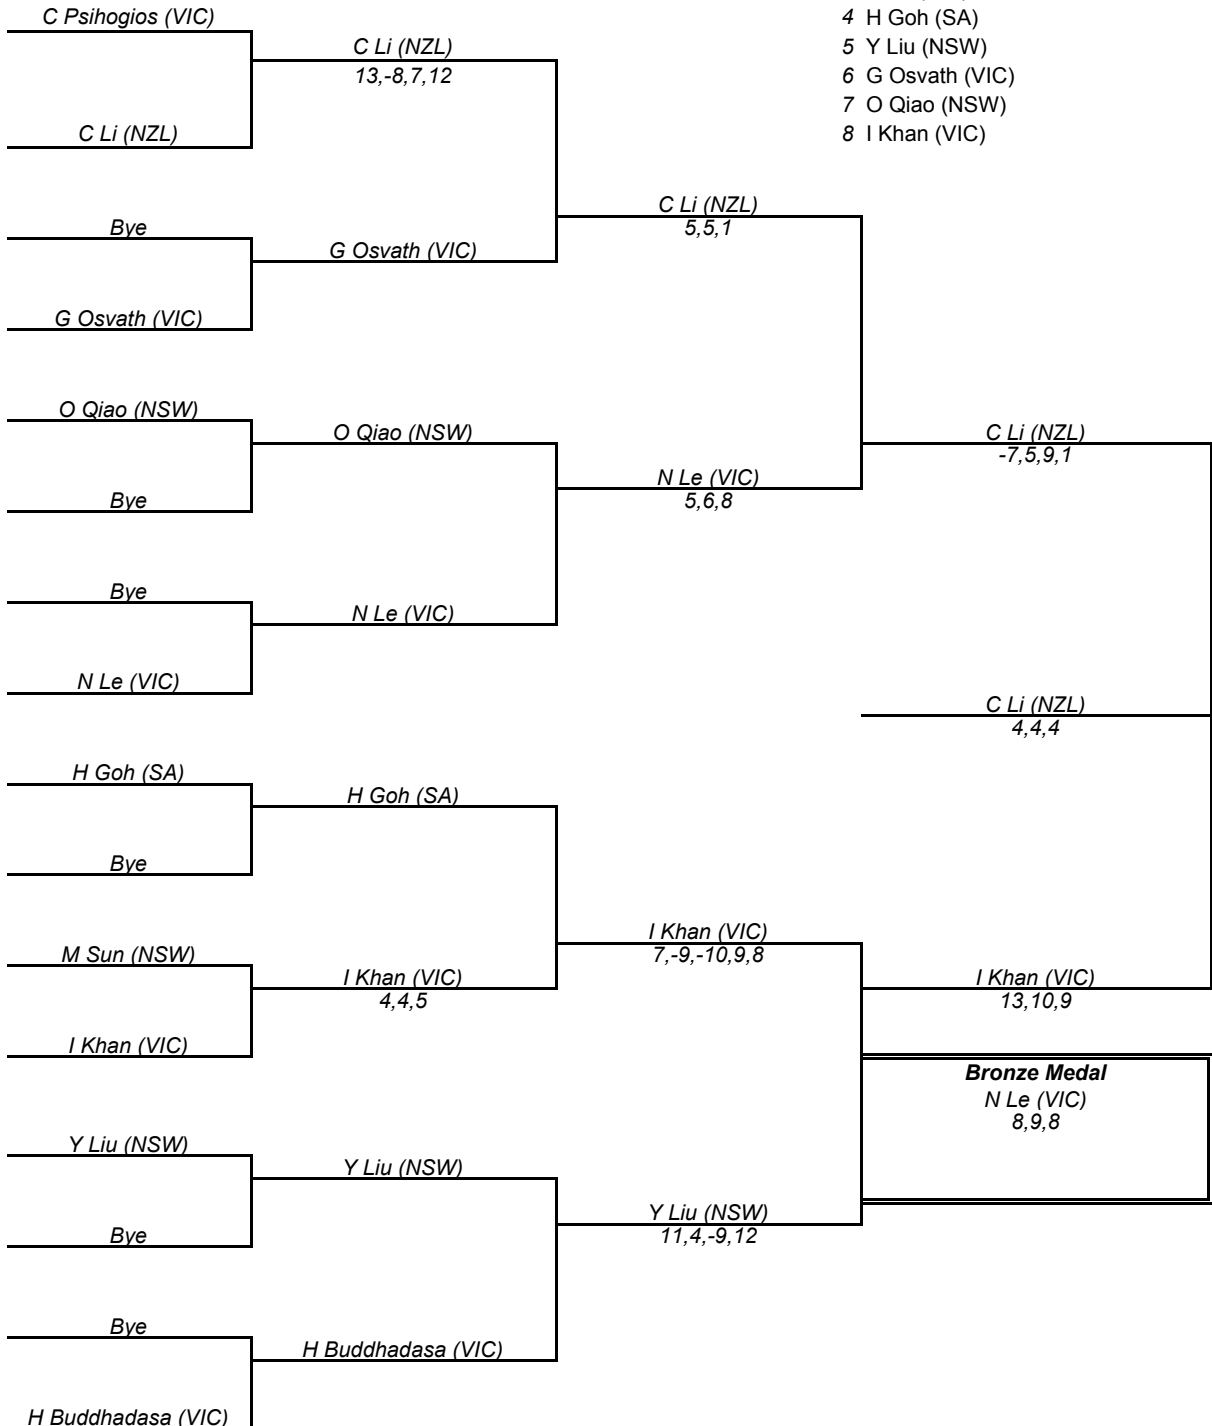 C Psihogios (VIC)
4 H Goh (SA)
C Li (NZL)
5 Y Liu (NSW)
13,-8,7,12
6 G Osvath (VIC)
7 O Qiao (NSW)
C Li (NZL)
8 I Khan (VIC)
C Li (NZL)
Bye
5,5,1
G Osvath (VIC)
G Osvath (VIC)
O Qiao (NSW)
O Qiao (NSW)
C Li (NZL)
-7,5,9,1
N Le (VIC)
Bye
5,6,8
Bye
N Le (VIC)
N Le (VIC)
C Li (NZL)
4,4,4
H Goh (SA)
H Goh (SA)
Bye
I Khan (VIC)
M Sun (NSW)
7,-9,-10,9,8
I Khan (VIC)
I Khan (VIC)
4,4,5
13,10,9
I Khan (VIC)
Bronze Medal
N Le (VIC)
8,9,8
Y Liu (NSW)
Y Liu (NSW)
Y Liu (NSW)
Bye
11,4,-9,12
Bye
H Buddhadasa (VIC)
H Buddhadasa (VIC)